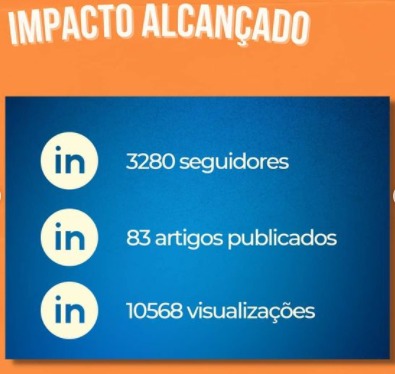 IMPACTO ALCANÇADO
in 3280 seguidores
in 83 artigos publicados
in 10568 visualizações